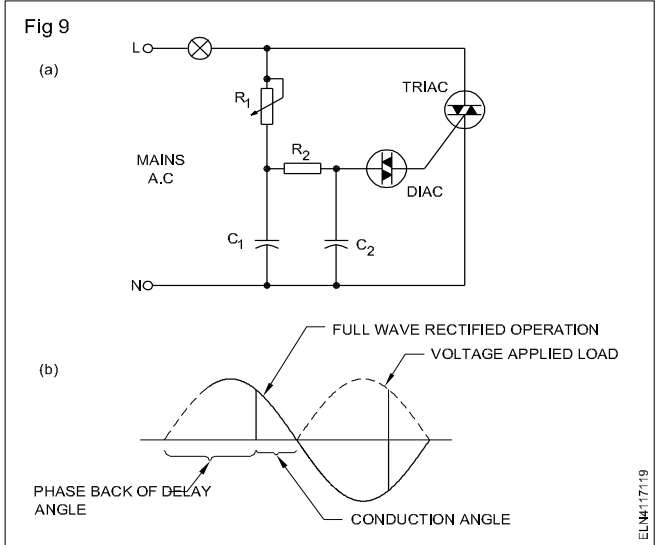 Fig 9
(a)
L
R1
TRIAC
R2
MAINS
A.C
DIAC
C1
C2
N
FULL WAVE RECTIFIED OPERATION
VOLTAGE APPLIED LOAD
(b)
PHASE BACK OF DELAY
ANGLE
CONDUCTION ANGLE
ELN4117119